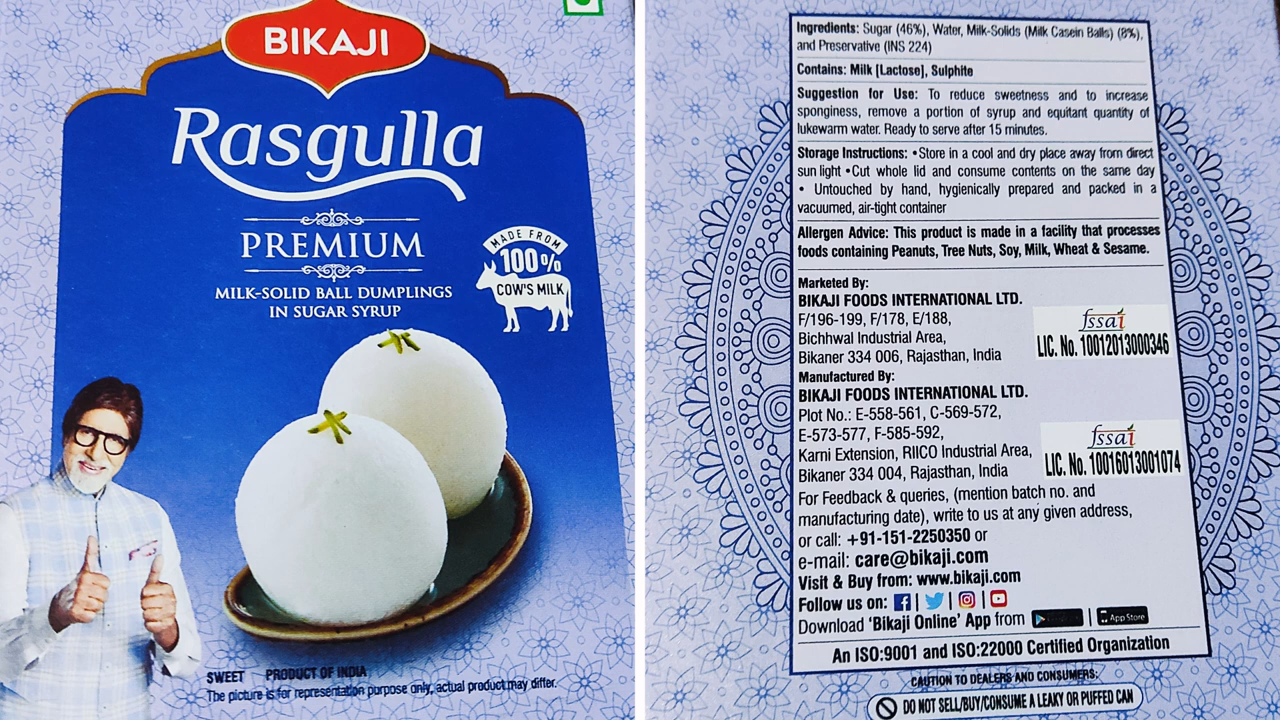 BIKAJI
Rasgulla
PREMIUM
MILK-SOLID BALL DUMPLINGS
IN SUGAR SYRUP
MADE FROM
100%
COW'S MILK
SWEET PRODUCT OF INDIA
The picture is for representation purpose only, actual product may differ.
Ingredients: Sugar (46%), Water, Milk-Solids (Milk Casein Balls) (8%),
and Preservative (INS 224)
Contains: Milk [Lactose], Sulphite
Suggestion for Use: To reduce sweetness and to increase
sponginess, remove a portion of syrup and equitant quantity of
lukewarm water. Ready to serve after 15 minutes.
Storage Instructions: •Store in a cool and dry place away from direct
sun light •Cut whole lid and consume contents on the same day
• Untouched by hand, hygienically prepared and packed in a
vacuumed, air-tight container
Allergen Advice: This product is made in a facility that processes
foods containing Peanuts, Tree Nuts, Soy, Milk, Wheat & Sesame.
Marketed By:
BIKAJI FOODS INTERNATIONAL LTD.
F/196-199, F/178, E/188,
Bichhwal Industrial Area,
Bikaner 334 006, Rajasthan, India
fssai
LIC. No. 10012013000346
Manufactured By:
BIKAJI FOODS INTERNATIONAL LTD.
Plot No.: E-558-561, C-569-572,
E-573-577, F-585-592,
Karni Extension, RIICO Industrial Area,
Bikaner 334 004, Rajasthan, India
fssai
LIC. No. 10016013001074
For Feedback & queries, (mention batch no. and
manufacturing date), write to us at any given address,
or call: +91-151-2250350 or
e-mail: care@bikaji.com
Visit & Buy from: www.bikaji.com
Follow us on: | | |
Download 'Bikaji Online' App from | App Store
An ISO:9001 and ISO:22000 Certified Organization
CAUTION TO DEALERS AND CONSUMERS:
DO NOT SELL/BUY/CONSUME A LEAKY OR PUFFED CAN